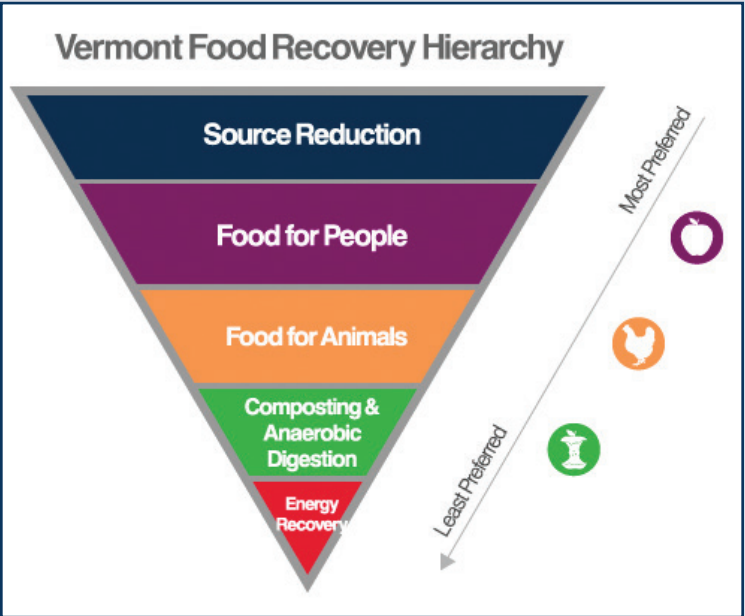 Vermont Food Recovery Hierarchy
Source Reduction
Most Preferred
Food for People
Food for Animals
Composting &
Anaerobic
Digestion
Least Preferred
Energy
Recovery